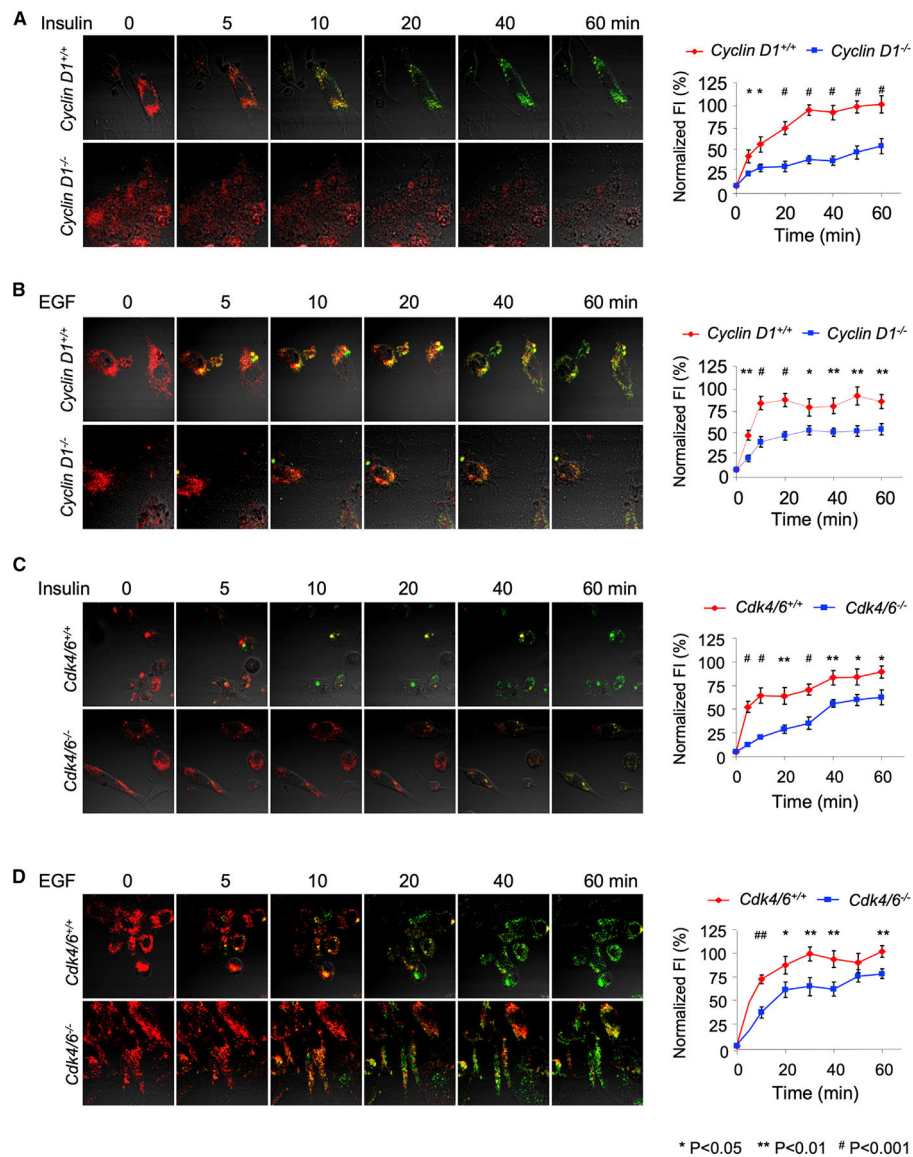 A
Insulin 0 5 10 20 40 60 min
Cyclin D1+/+
Cyclin D1-/-
Cyclin D1+/+ Cyclin D1-/-
Normalized FI (%)
125
100
75
50
25
* * # # # # #
0 20 40 60
Time (min)
B
EGF 0 5 10 20 40 60 min
Cyclin D1+/+
Cyclin D1-/-
Cyclin D1+/+ Cyclin D1-/-
Normalized FI (%)
125
100
75
50
25
** # # * ** ** **
0 20 40 60
Time (min)
C
Insulin 0 5 10 20 40 60 min
Cdk4/6+/+
Cdk4/6-/-
Cdk4/6+/+ Cdk4/6-/-
Normalized FI (%)
125
100
75
50
25
# # ** # ** * *
0 20 40 60
Time (min)
D
EGF 0 5 10 20 40 60 min
Cdk4/6+/+
Cdk4/6-/-
Cdk4/6+/+ Cdk4/6-/-
Normalized FI (%)
125
100
75
50
25
## * ** ** **
0 20 40 60
Time (min)
* P<0.05 ** P<0.01 # P<0.001